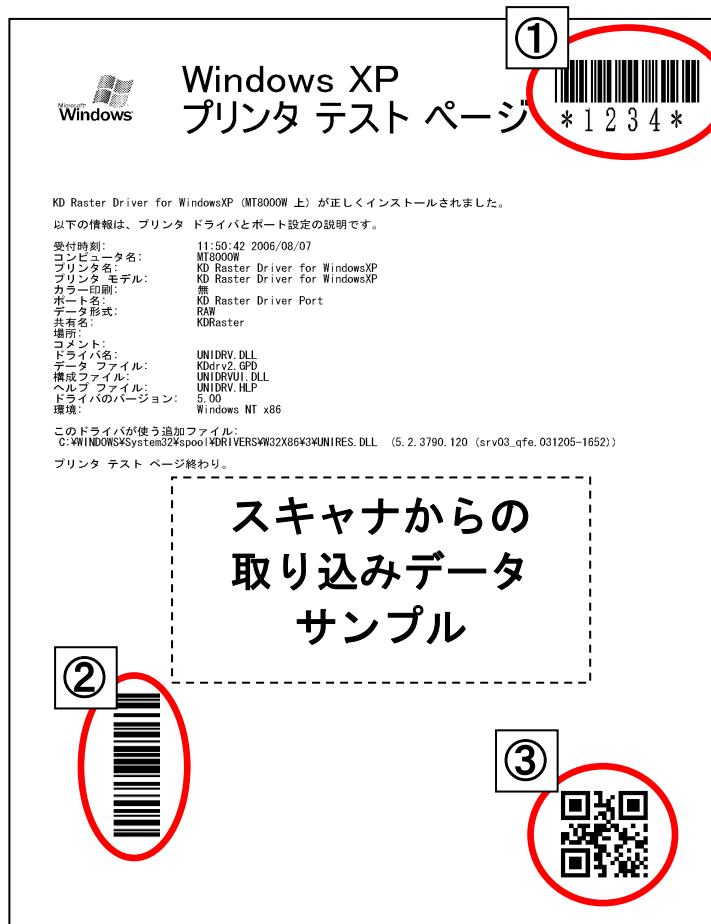 ①
*1234*
Microsoft
Windows
Windows XP
プリンタ テスト ページ
KD Raster Driver for WindowsXP (MT8000W 上) が正しくインストールされました。
以下の情報は、プリンタ ドライバとポート設定の説明です。
受付時刻: 11:50:42 2006/08/07
コンピュータ名: MT8000W
プリンタ名: KD Raster Driver for WindowsXP
プリンタ モデル: KD Raster Driver for WindowsXP
カラー印刷: 無
ポート名: KD Raster Driver Port
データ形式: RAW
共有名: KDRaster
場所:
コメント:
ドライバ名: UNIDRV.DLL
データ ファイル: KDdrv2.GPD
構成ファイル: UNIDRVUI.DLL
ヘルプ ファイル: UNIDRV.HLP
ドライバのバージョン: 5.00
環境: Windows NT x86
このドライバが使う追加ファイル:
C:¥WINDOWS¥System32¥spool¥DRIVERS¥W32X86¥3¥UNIRES.DLL (5.2.3790.120 (srv03_qfe.031205-1652))
プリンタ テスト ページ終わり。
スキャナからの
取り込みデータ
サンプル
②
③